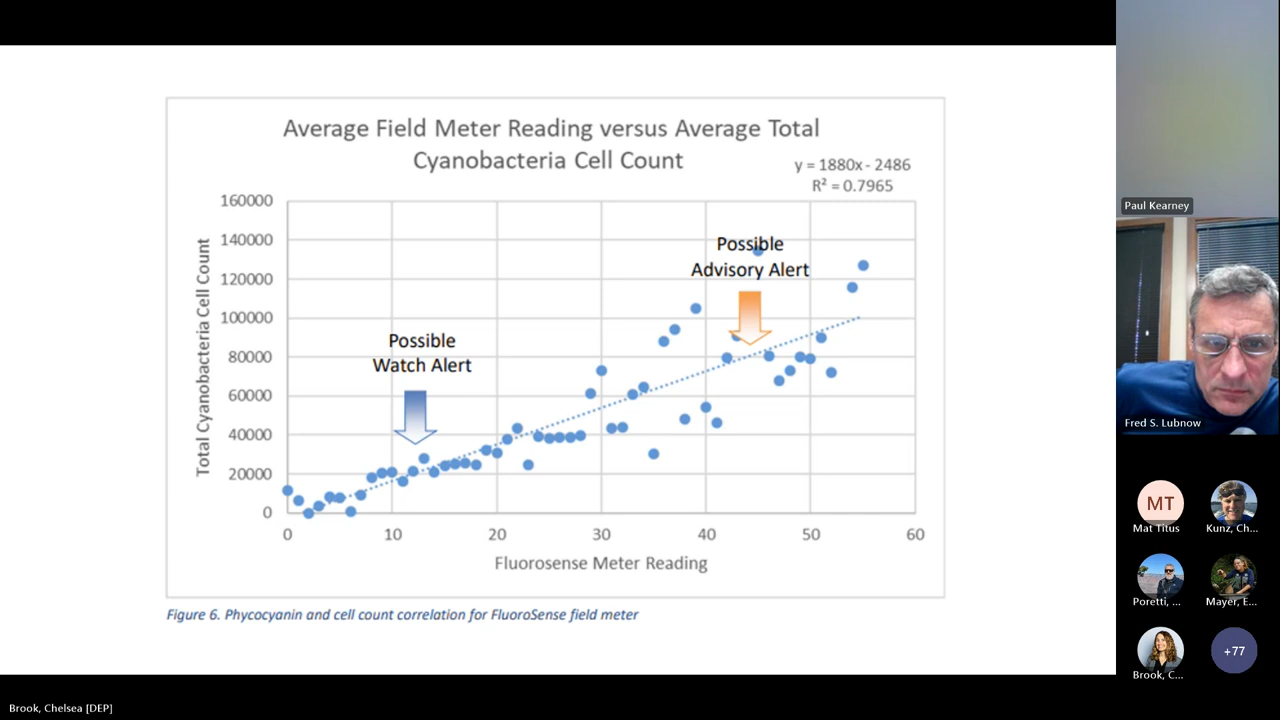 Average Field Meter Reading versus Average Total
Cyanobacteria Cell Count
y = 1880x - 2486
R² = 0.7965
160000
140000
120000
100000
80000
60000
40000
20000
0
Total Cyanobacteria Cell Count
Possible
Watch Alert
Possible
Advisory Alert
0 10 20 30 40 50 60
Fluorosense Meter Reading
Figure 6. Phycocyanin and cell count correlation for FluoroSense field meter
Paul Kearney
Fred S. Lubnow
MT
Mat Titus
Kunz, Ch...
Poretti, ...
Mayer, E...
Brook, C...
+77
Brook, Chelsea [DEP]